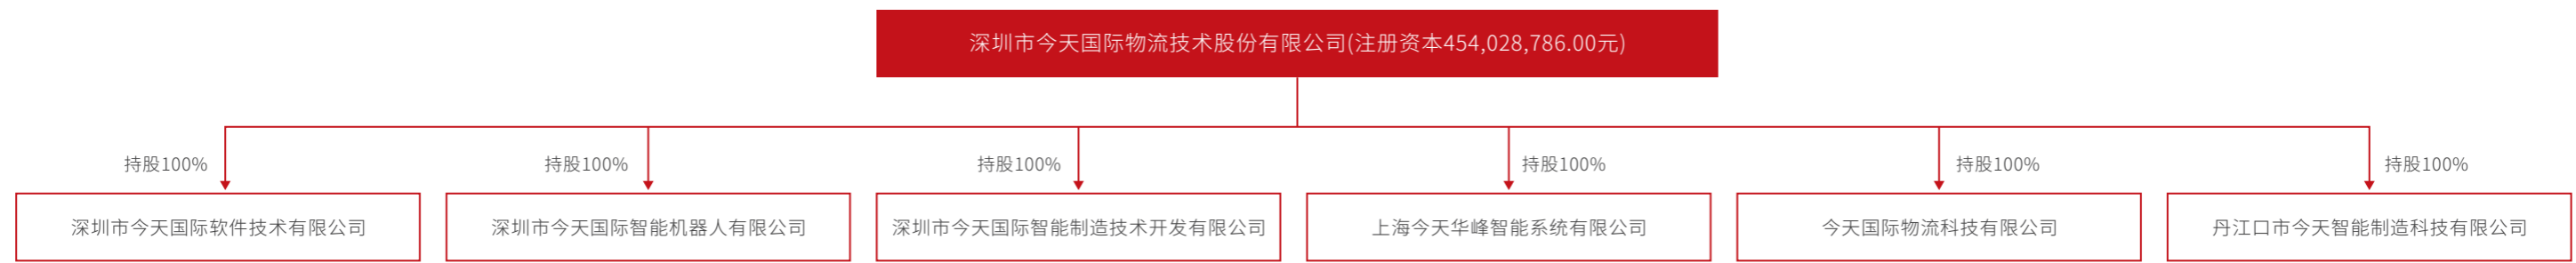 深圳市今天国际物流技术股份有限公司(注册资本454,028,786.00元)
持股100%
持股100%
持股100%
持股100%
持股100%
持股100%
深圳市今天国际软件技术有限公司
深圳市今天国际智能机器人有限公司
深圳市今天国际智能制造技术开发有限公司
上海今天华峰智能系统有限公司
今天国际物流科技有限公司
丹江口市今天智能制造科技有限公司